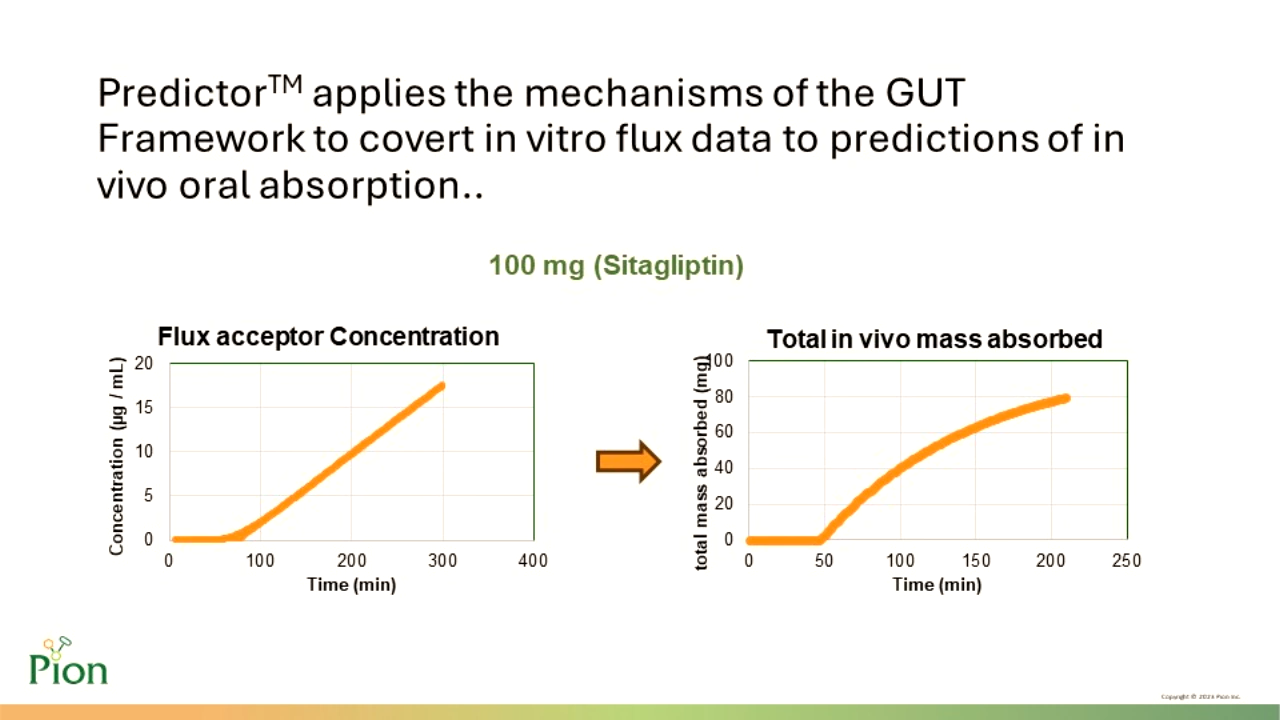 Predictor™ applies the mechanisms of the GUT
Framework to covert in vitro flux data to predictions of in
vivo oral absorption..
100 mg (Sitagliptin)
Flux acceptor Concentration
Concentration (µg / mL)
20
15
10
5
0
0
100
200
300
400
Time (min)
Total in vivo mass absorbed
total mass absorbed (mg)
100
80
60
40
20
0
0
50
100
150
200
250
Time (min)
Pion